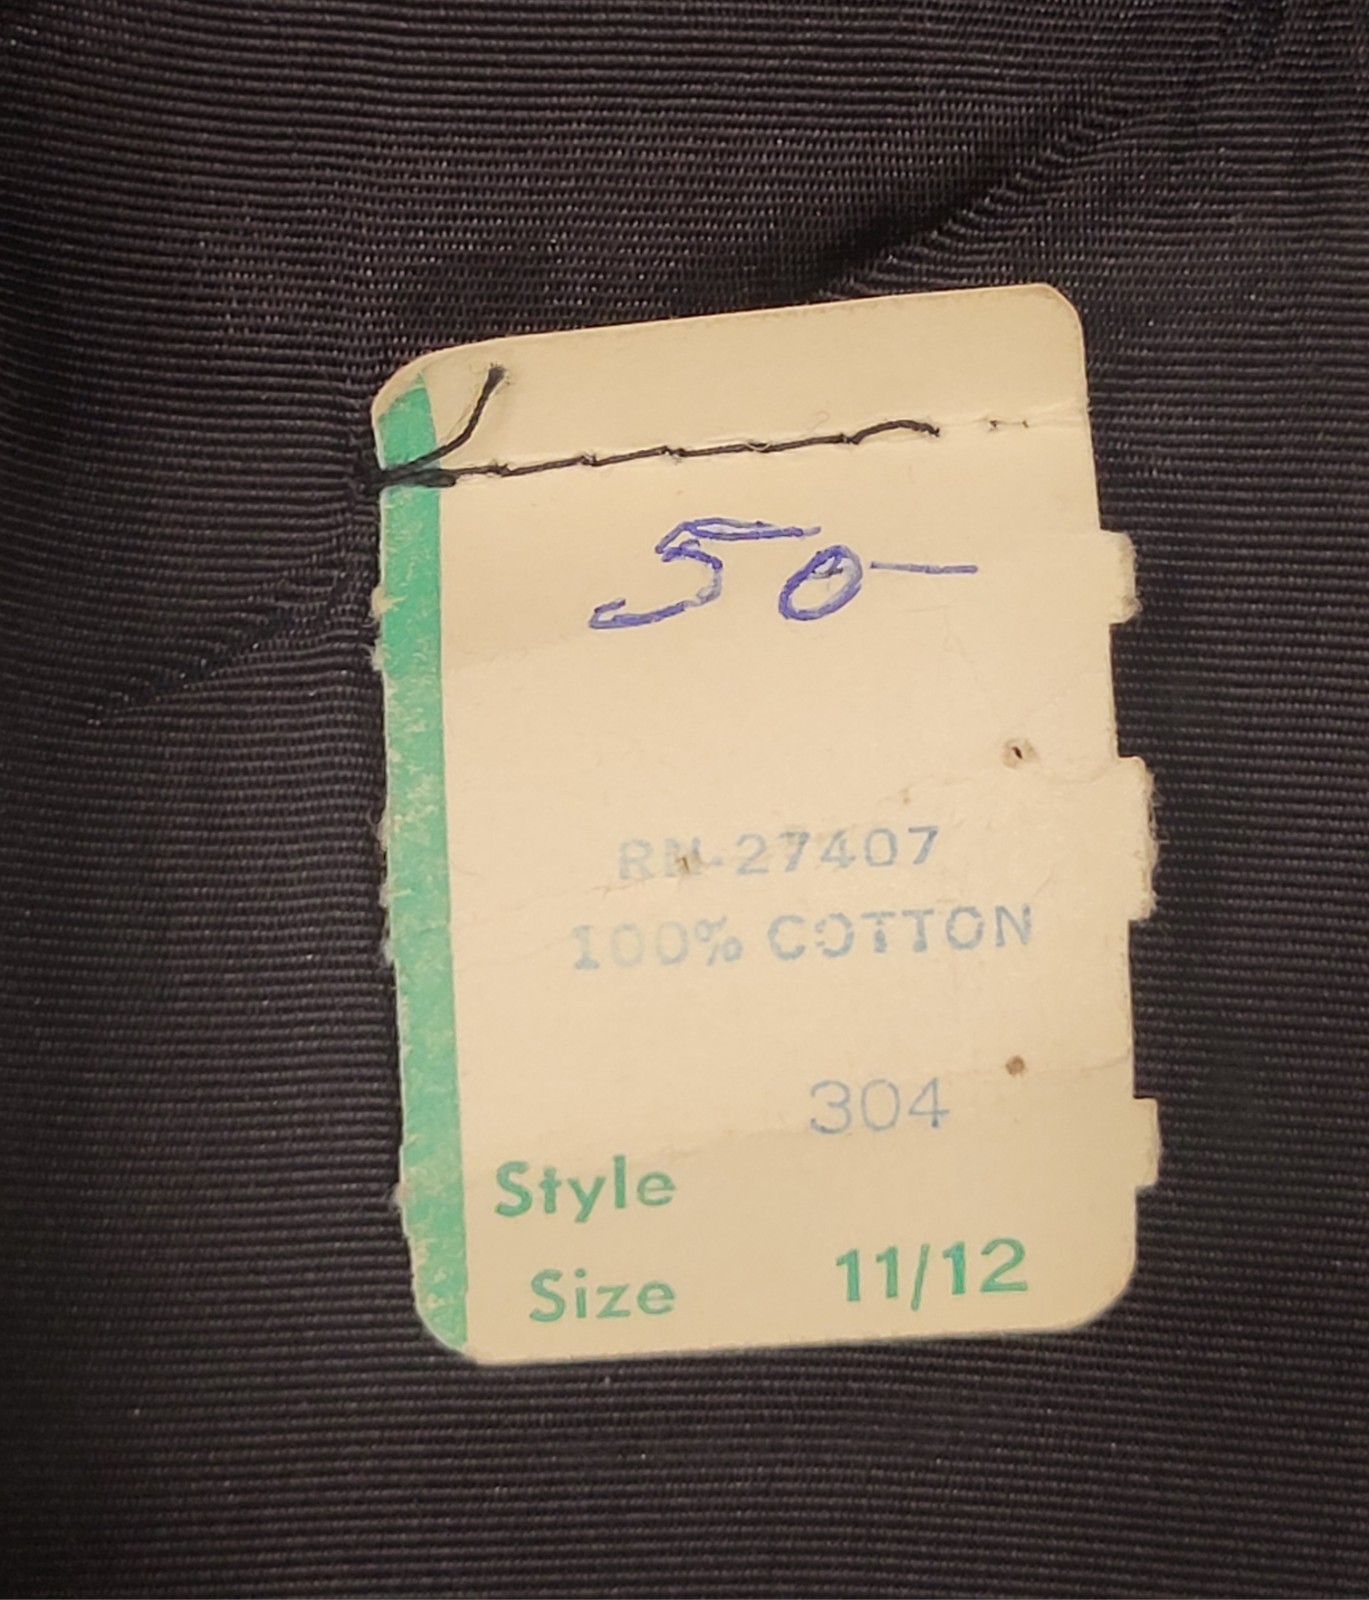 50-
RN-27407
100% COTTON
304
Style
Size 11/12